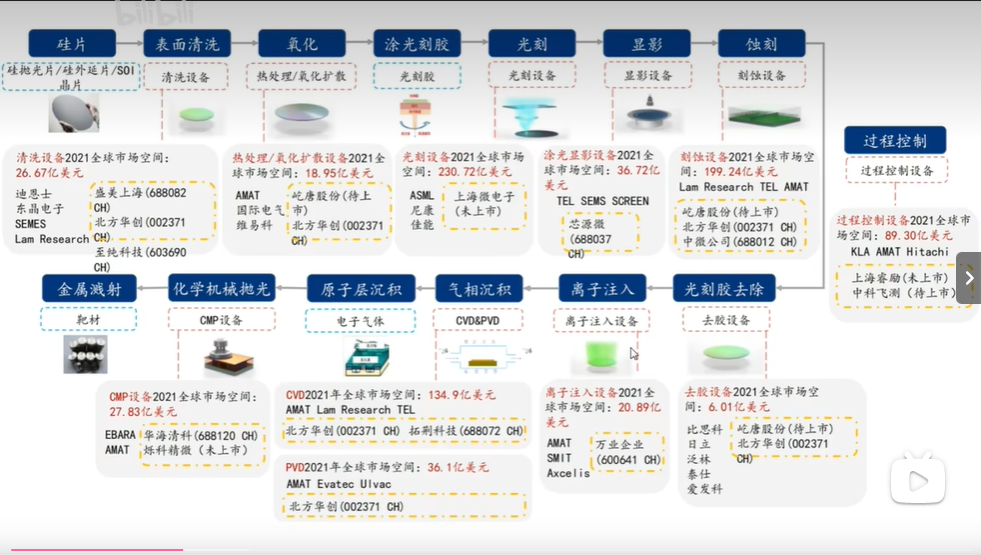 bilibili
硅片
表面清洗
氧化
涂光刻胶
光刻
显影
蚀刻
硅抛光片/硅外延片/SOI
晶片
清洗设备
热处理/氧化扩散
光刻胶
光刻设备
显影设备
刻蚀设备
清洗设备2021全球市场空间：
26.67亿美元
迪恩士
东晶电子
SEMES
Lam Research
盛美上海(688082
CH)
北方华创(002371
CH)
至纯科技(603690
CH)
热处理/氧化扩散设备2021全
球市场空间：18.95亿美元
AMAT
国际电气
维易科
屹唐股份(待上
市)
北方华创(002371
CH)
光刻设备2021全球市场
空间：230.72亿美元
ASML
尼康
佳能
上海微电子
(未上市)
涂光显影设备2021全
球市场空间：36.72亿
美元
TEL SEMS SCREEN
芯源微
(688037
CH)
刻蚀设备2021全球市场空
间：199.24亿美元
Lam Research TEL AMAT
屹唐股份(待上市)
北方华创(002371 CH)
中微公司(688012 CH)
过程控制
过程控制设备
过程控制设备2021全球市
场空间：89.30亿美元
KLA AMAT Hitachi
上海睿励(未上市)
中科飞测（待上市）
金属溅射
化学机械抛光
原子层沉积
气相沉积
离子注入
光刻胶去除
靶材
CMP设备
电子气体
CVD&PVD
离子注入设备
去胶设备
CMP设备2021全球市场空间：
27.83亿美元
EBARA
AMAT
华海清科(688120 CH)
烁科精微（未上市）
CVD2021年全球市场空间：134.9亿美元
AMAT Lam Research TEL
北方华创(002371 CH) 拓荆科技(688072 CH)
PVD2021年全球市场空间：36.1亿美元
AMAT Evatec Ulvac
北方华创(002371 CH)
离子注入设备2021全
球市场空间：20.89亿
美元
AMAT
SMIT
Axcelis
万业企业
(600641 CH)
去胶设备2021全球市场空
间：6.01亿美元
比思科
日立
泛林
泰仕
爱发科
屹唐股份(待上市)
北方华创(002371
CH)